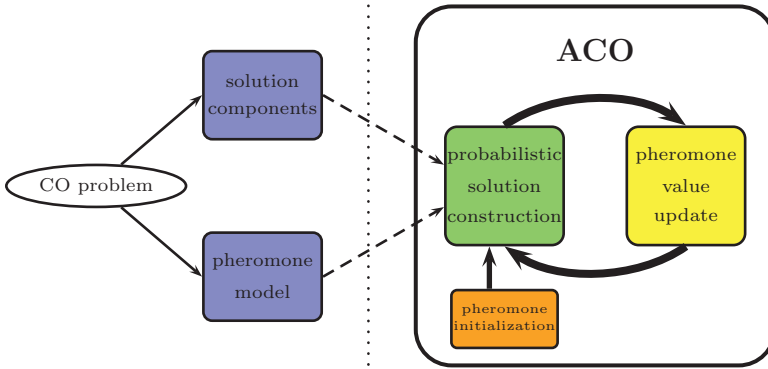 ACO
solution
components
probabilistic
solution
construction
pheromone
value
update
CO problem
pheromone
model
pheromone
initialization